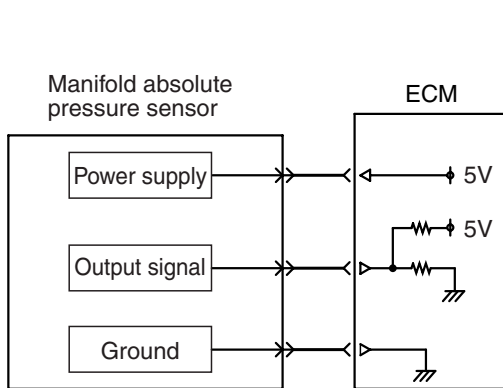 Manifold absolute
pressure sensor
ECM
Power supply
5V
5V
Output signal
Ground